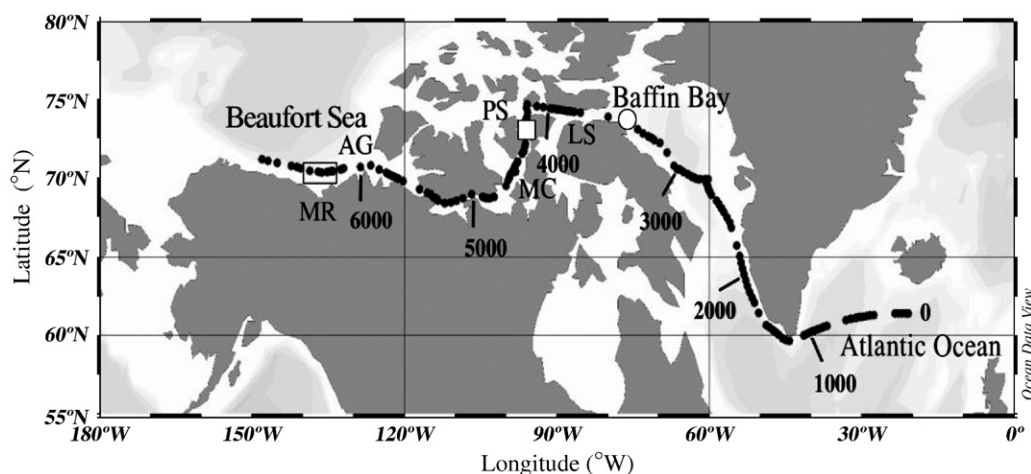 80°N
75°N
70°N
65°N
60°N
55°N
Latitude (°N)
Beaufort Sea
AG
MR
6000
5000
PS
MC
4000
LS
Baffin Bay
3000
2000
0
Atlantic Ocean
1000
Ocean Data View
180°W
150°W
120°W
90°W
60°W
30°W
0°
Longitude (°W)